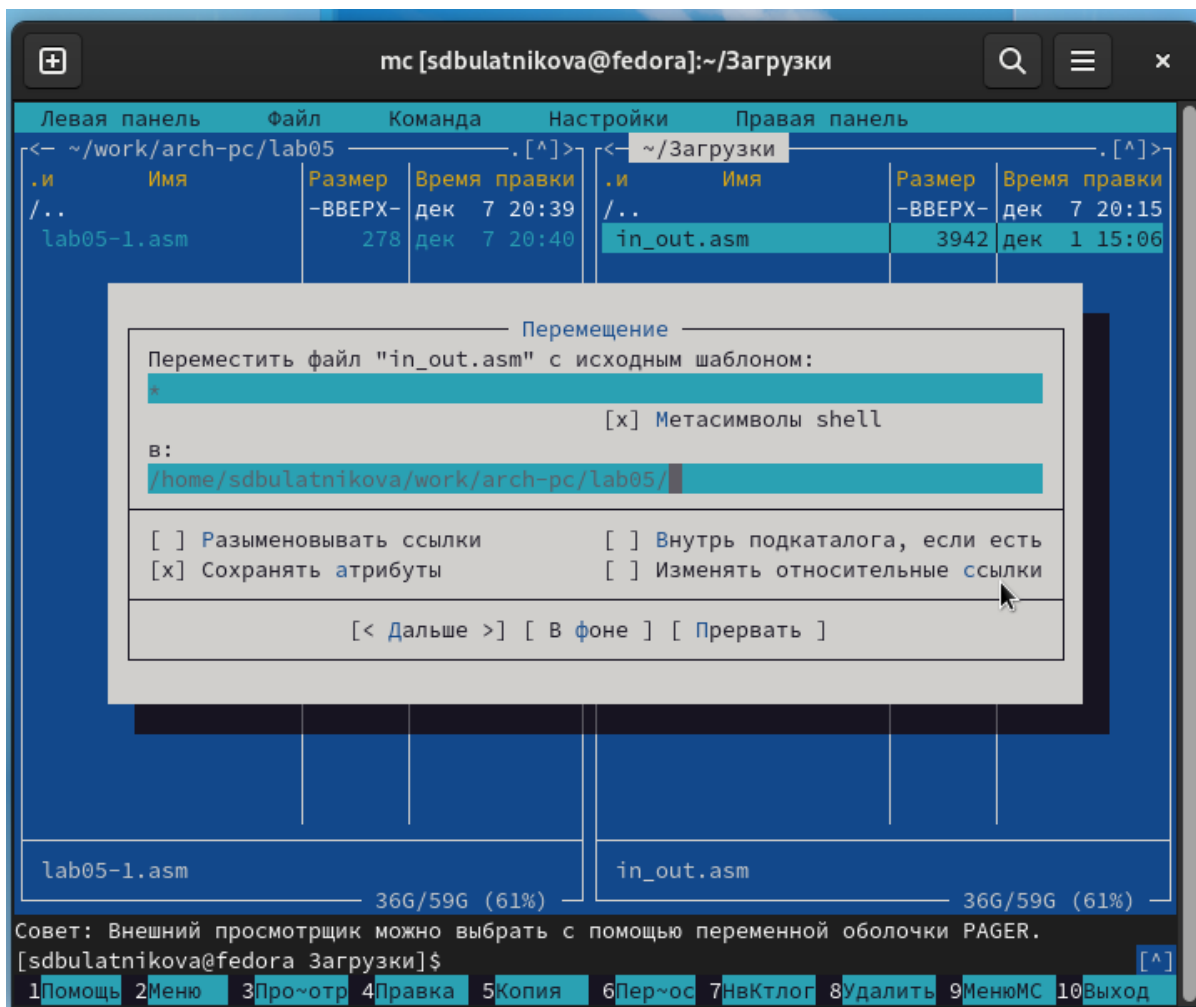 mc [sdbulatnikova@fedora]:~/Загрузки
Левая панель Файл Команда Настройки Правая панель
<— ~/work/arch-pc/lab05 .[^]> <— ~/Загрузки .[^]>
.и Имя Размер Время правки .и Имя Размер Время правки
/.. -ВВЕРХ- дек 7 20:39 /.. -ВВЕРХ- дек 7 20:15
lab05-1.asm 278 дек 7 20:40 in_out.asm 3942 дек 1 15:06
Перемещение
Переместить файл "in_out.asm" с исходным шаблоном:
*
[x] Метасимволы shell
в:
/home/sdbulatnikova/work/arch-pc/lab05/
[ ] Разыменовывать ссылки [ ] Внутрь подкаталога, если есть
[x] Сохранять атрибуты [ ] Изменять относительные ссылки
[< Дальше >] [ В фоне ] [ Прервать ]
lab05-1.asm in_out.asm
36G/59G (61%) 36G/59G (61%)
Совет: Внешний просмотрщик можно выбрать с помощью переменной оболочки PAGER.
[sdbulatnikova@fedora Загрузки]$ [^]
1Помощь 2Меню 3Про~отр 4Правка 5Копия 6Пер~ос 7НвКтлог 8Удалить 9МенюMC 10Выход